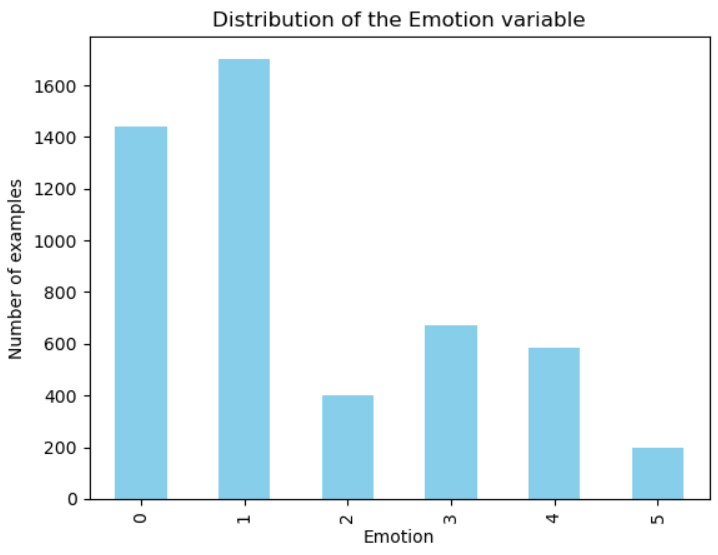 Distribution of the Emotion variable
Number of examples
1600
1400
1200
1000
800
600
400
200
0
0 1 2 3 4 5
Emotion